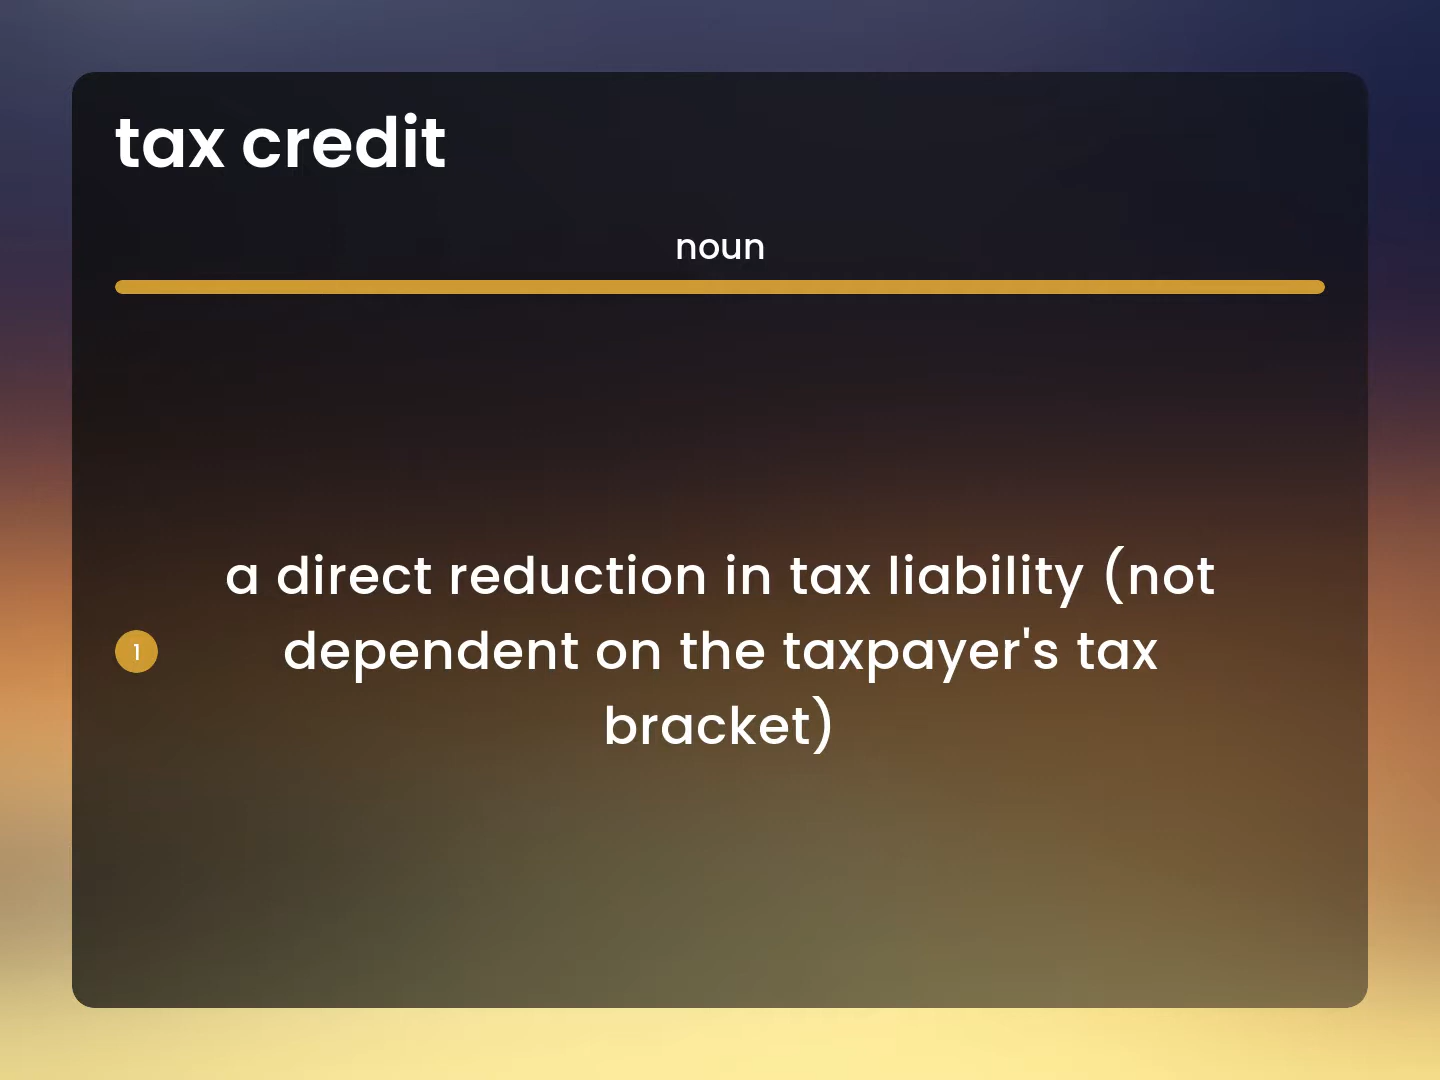 tax credit
noun
a direct reduction in tax liability (not
1
dependent on the taxpayer's tax
bracket)